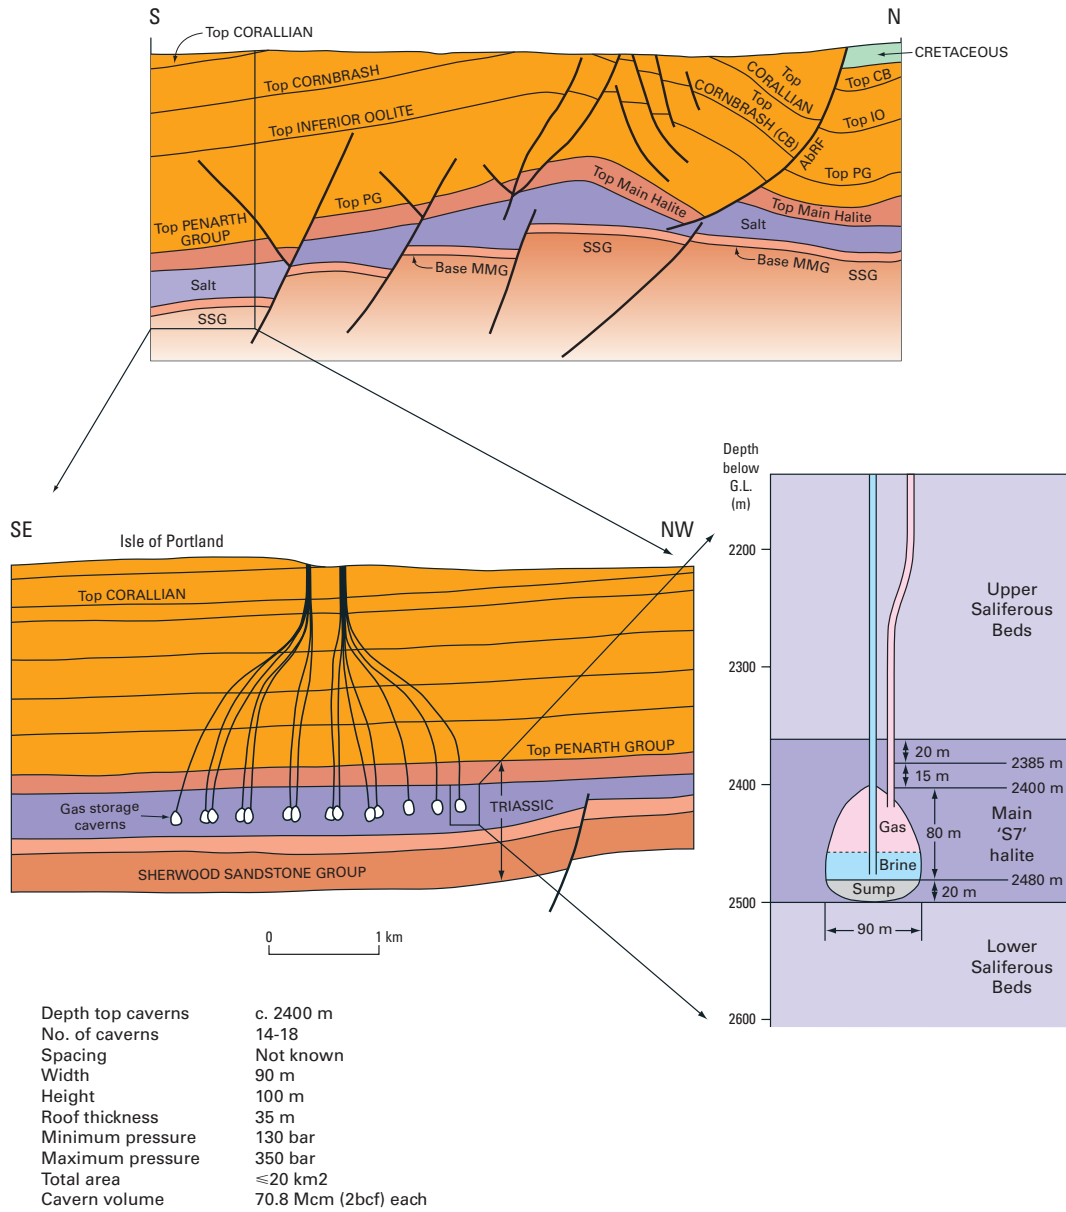 S
N
Top CORALLIAN
CRETACEOUS
Top CORNBRASH
Top
CORALLIAN
Top CB
Top
CORNBRASH (CB)
Top INFERIOR OOLITE
Top IO
AbRF
Top PG
Top PG
Top Main Halite
Top Main Halite
Top PENARTH
GROUP
Salt
SSG
Base MMG
Base MMG
SSG
Salt
SSG
SE
NW
Isle of Portland
Top CORALLIAN
Top PENARTH GROUP
Gas storage
caverns
TRIASSIC
SHERWOOD SANDSTONE GROUP
0
1 km
Depth
below
G.L.
(m)
2200
2300
2400
2500
2600
Upper
Saliferous
Beds
20 m
2385 m
15 m
2400 m
Gas
80 m
Main
'S7'
halite
Brine
2480 m
Sump
20 m
90 m
Lower
Saliferous
Beds
Depth top caverns c. 2400 m
No. of caverns 14-18
Spacing Not known
Width 90 m
Height 100 m
Roof thickness 35 m
Minimum pressure 130 bar
Maximum pressure 350 bar
Total area ≤20 km2
Cavern volume 70.8 Mcm (2bcf) each